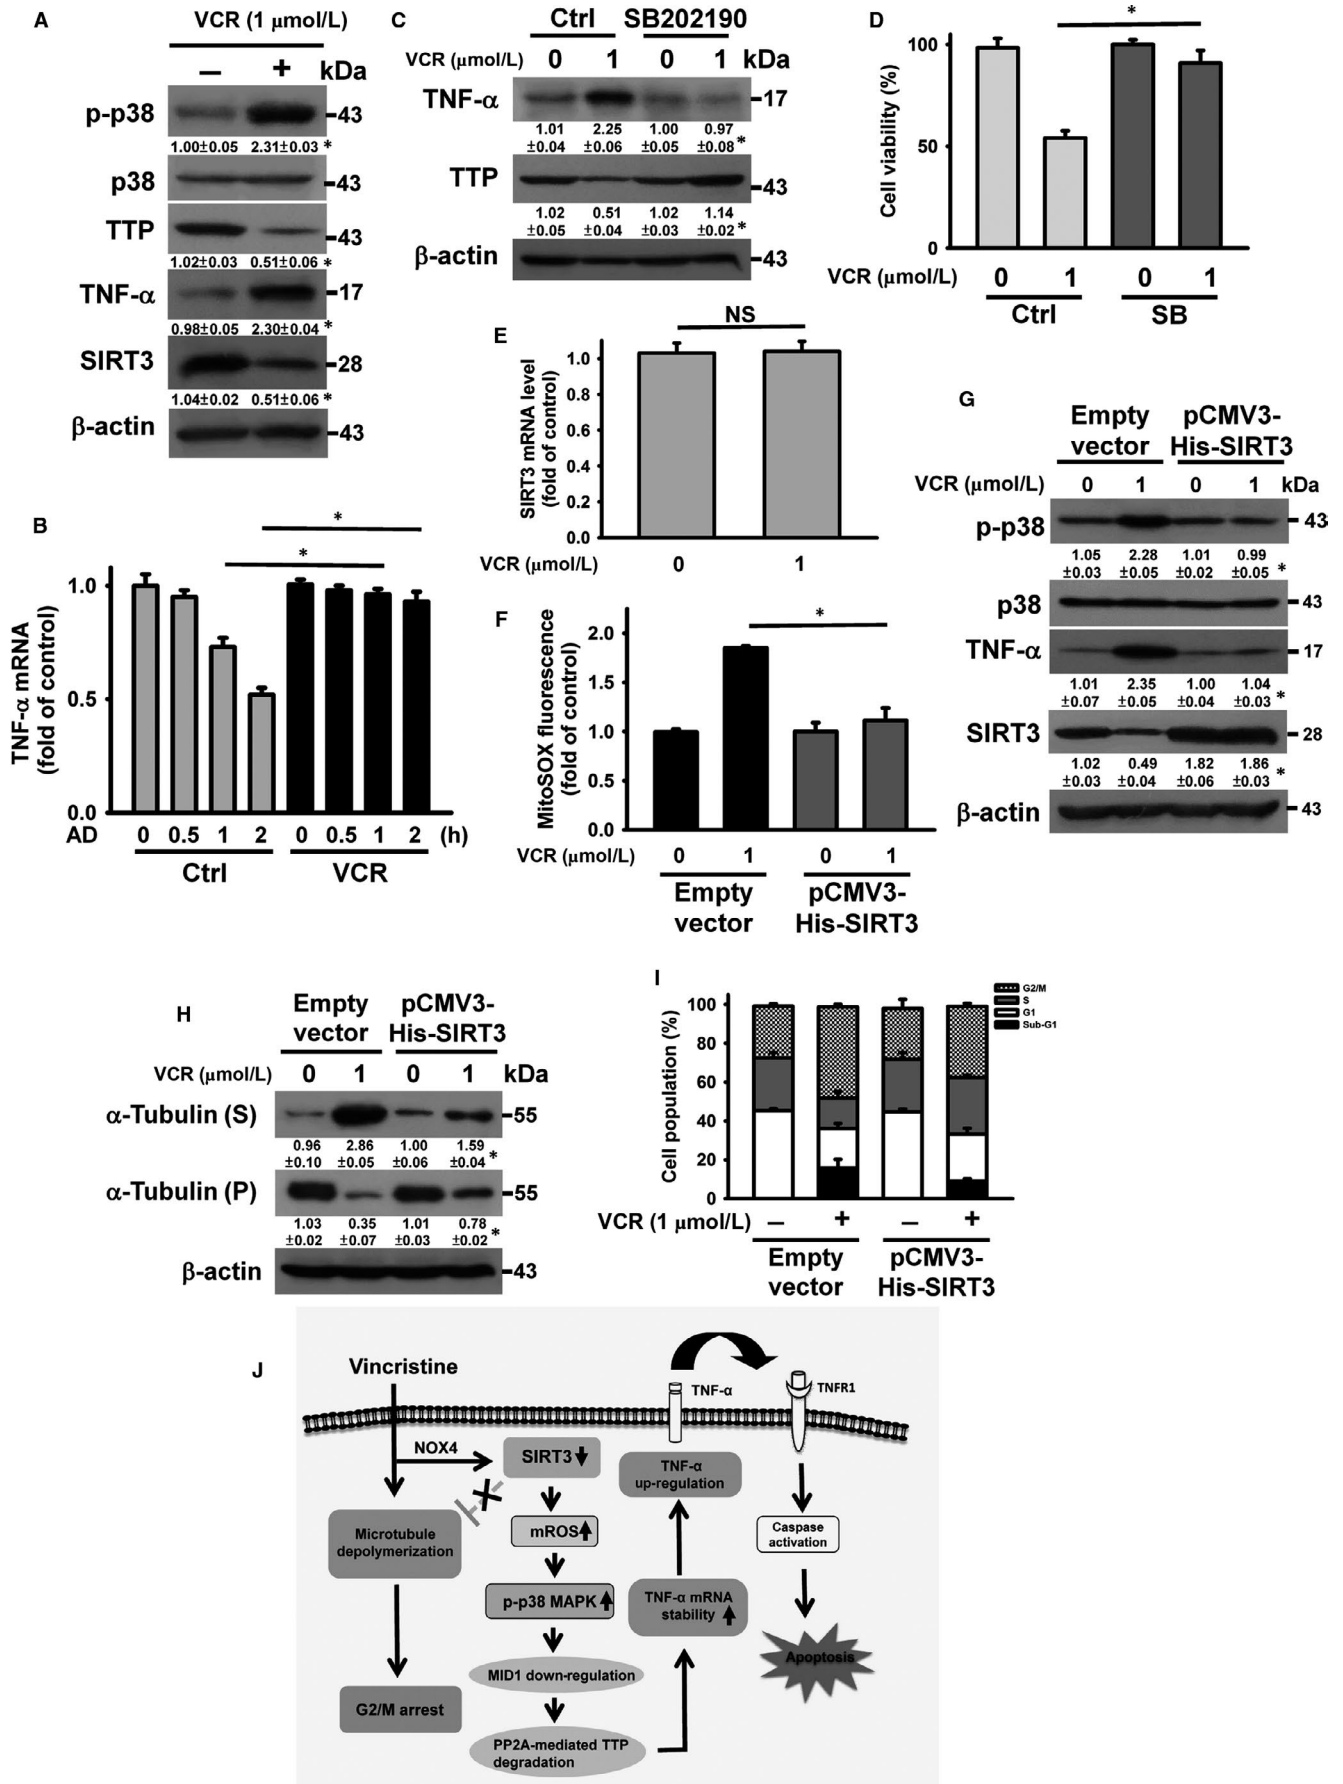 A
VCR (1 μmol/L)
– + kDa
p-p38 43
1.00±0.05 2.31±0.03 *
p38 43
TTP 43
1.02±0.03 0.51±0.06 *
TNF-α 17
0.98±0.05 2.30±0.04 *
SIRT3 28
1.04±0.02 0.51±0.06 *
β-actin 43
B
TNF-α mRNA
(fold of control)
* *
1.0
0.5
0.0
AD 0 0.5 1 2 0 0.5 1 2 (h)
Ctrl VCR
C
Ctrl SB202190
VCR (μmol/L) 0 1 0 1 kDa
TNF-α 17
1.01 2.25 1.00 0.97
±0.04 ±0.06 ±0.05 ±0.08 *
TTP 43
1.02 0.51 1.02 1.14
±0.05 ±0.04 ±0.03 ±0.02 *
β-actin 43
D
Cell viability (%)
*
100
50
0
VCR (μmol/L) 0 1 0 1
Ctrl SB
E
SIRT3 mRNA level
(fold of control)
NS
1.0
0.8
0.6
0.4
0.2
0.0
VCR (μmol/L) 0 1
F
MitoSOX fluorescence
(fold of control)
*
2.0
1.5
1.0
0.5
0.0
VCR (μmol/L) 0 1 0 1
Empty pCMV3-
vector His-SIRT3
G
Empty pCMV3-
vector His-SIRT3
VCR (μmol/L) 0 1 0 1 kDa
p-p38 43
1.05 2.28 1.01 0.99
±0.03 ±0.05 ±0.02 ±0.05 *
p38 43
TNF-α 17
1.01 2.35 1.00 1.04
±0.07 ±0.05 ±0.04 ±0.03 *
SIRT3 28
1.02 0.49 1.82 1.86
±0.03 ±0.04 ±0.06 ±0.03 *
β-actin 43
H
Empty pCMV3-
vector His-SIRT3
VCR (μmol/L) 0 1 0 1 kDa
α-Tubulin (S) 55
0.96 2.86 1.00 1.59
±0.10 ±0.05 ±0.06 ±0.04 *
α-Tubulin (P) 55
1.03 0.35 1.01 0.78
±0.02 ±0.07 ±0.03 ±0.02 *
β-actin 43
I
Cell population (%)
100
80
60
40
20
0
G2/M
S
G1
Sub-G1
VCR (1 μmol/L) – + – +
Empty pCMV3-
vector His-SIRT3
J
Vincristine
TNF-α
TNFR1
NOX4
SIRT3
TNF-α
up-regulation
Microtubule
depolymerization
mROS
Caspase
activation
p-p38 MAPK
TNF-α mRNA
stability
MID1 down-regulation
Apoptosis
G2/M arrest
PP2A-mediated TTP
degradation